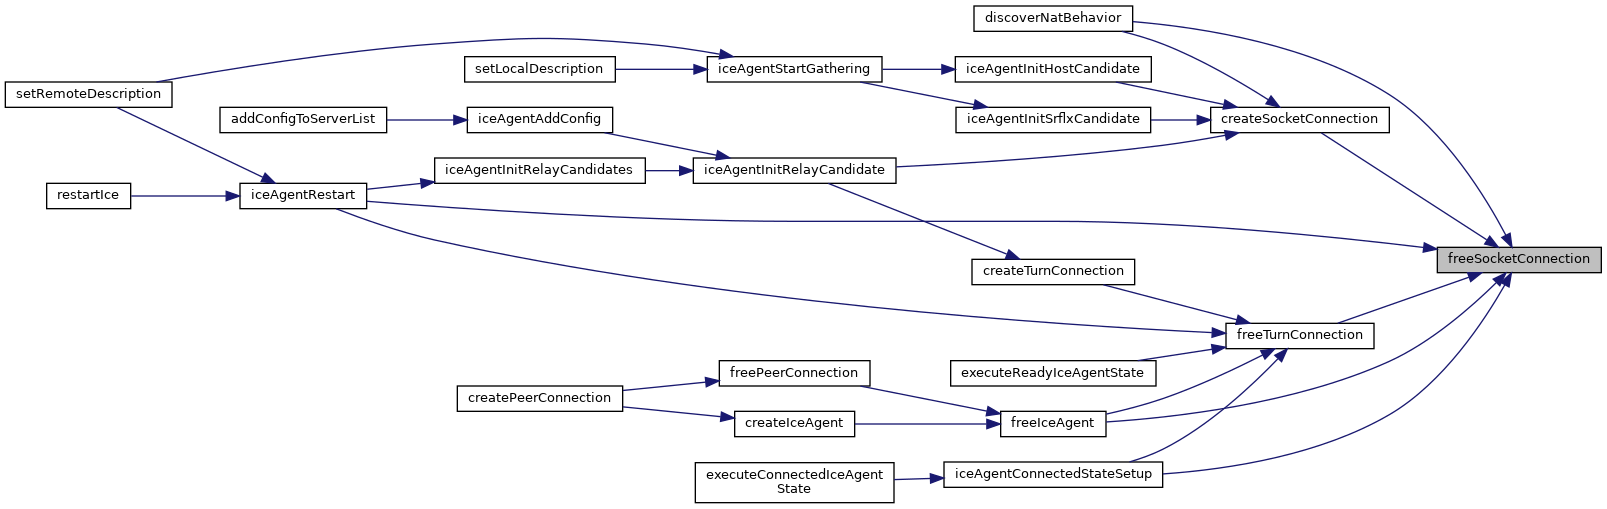 discoverNatBehavior
setLocalDescription
iceAgentStartGathering
iceAgentInitHostCandidate
setRemoteDescription
addConfigToServerList
iceAgentAddConfig
iceAgentInitSrflxCandidate
createSocketConnection
iceAgentInitRelayCandidates
iceAgentInitRelayCandidate
restartIce
iceAgentRestart
freeSocketConnection
createTurnConnection
freeTurnConnection
freePeerConnection
executeReadyIceAgentState
createPeerConnection
createIceAgent
freeIceAgent
executeConnectedIceAgent
State
iceAgentConnectedStateSetup